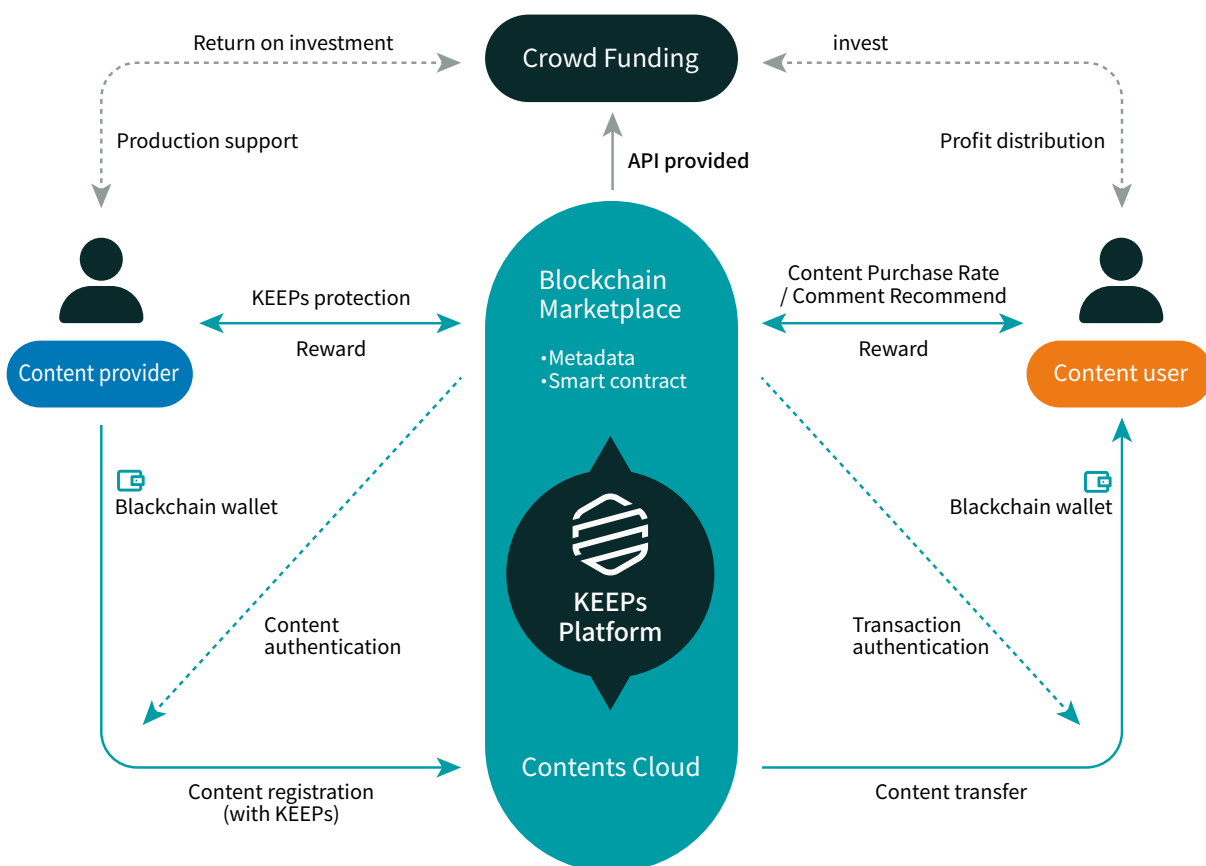 Return on investment
Crowd Funding
invest
Production support
API provided
Profit distribution
Blockchain
Marketplace
•Metadata
•Smart contract
KEEPs protection
Reward
Content Purchase Rate
/ Comment Recommend
Reward
Content provider
Content user
Blackchain wallet
Blackchain wallet
KEEPs
Platform
Content
authentication
Transaction
authentication
Contents Cloud
Content registration
(with KEEPs)
Content transfer